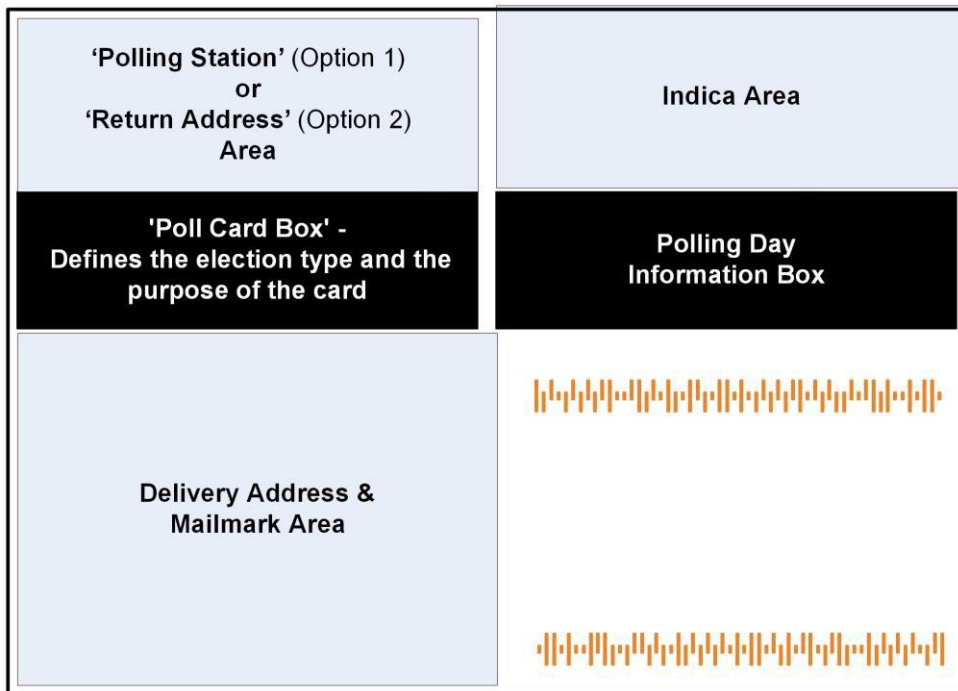 ‘Polling Station’ (Option 1)
or
‘Return Address’ (Option 2)
Area
Indica Area
'Poll Card Box' -
Defines the election type and the
purpose of the card
Polling Day
Information Box
Delivery Address &
Mailmark Area